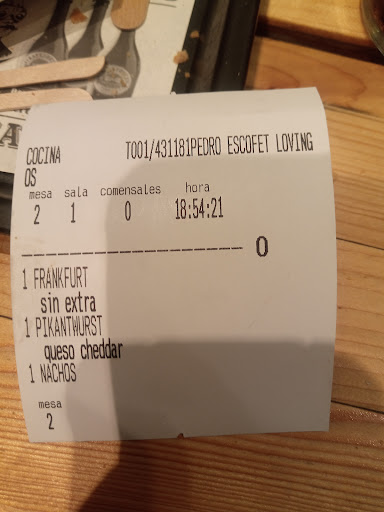 COCINA T001/431181PEDRO ESCOFET LOVING
OS
mesa sala comensales hora
2 1 0 18:54:21
0
1 FRANKFURT
sin extra
1 PIKANTWURST
queso cheddar
1 NACHOS
mesa
2